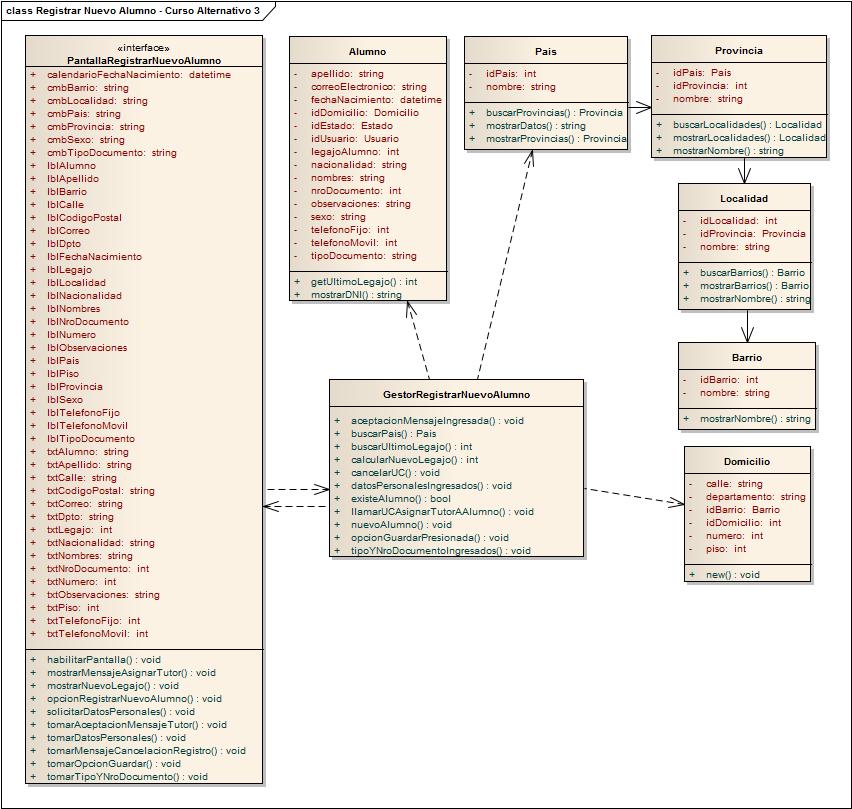 class Registrar Nuevo Alumno - Curso Alternativo 3
«interface»
PantallaRegistrarNuevoAlumno
+ calendarioFechaNacimiento: datetime
+ cmbBarrio: string
+ cmbLocalidad: string
+ cmbPais: string
+ cmbProvincia: string
+ cmbSexo: string
+ cmbTipoDocumento: string
+ lblAlumno
+ lblApellido
+ lblBarrio
+ lblCalle
+ lblCodigoPostal
+ lblCorreo
+ lblDpto
+ lblFechaNacimiento
+ lblLegajo
+ lblLocalidad
+ lblNacionalidad
+ lblNombres
+ lblNroDocumento
+ lblNumero
+ lblObservaciones
+ lblPais
+ lblPiso
+ lblProvincia
+ lblSexo
+ lblTelefonoFijo
+ lblTelefonoMovil
+ lblTipoDocumento
+ txtAlumno: string
+ txtApellido: string
+ txtCalle: string
+ txtCodigoPostal: string
+ txtCorreo: string
+ txtDpto: string
+ txtLegajo: int
+ txtNacionalidad: string
+ txtNombres: string
+ txtNroDocumento: int
+ txtNumero: int
+ txtObservaciones: string
+ txtPiso: int
+ txtTelefonoFijo: int
+ txtTelefonoMovil: int
+ habilitarPantalla() : void
+ mostrarMensajeAsignarTutor() : void
+ mostrarNuevoLegajo() : void
+ opcionRegistrarNuevoAlumno() : void
+ solicitarDatosPersonales() : void
+ tomarAceptacionMensajeTutor() : void
+ tomarDatosPersonales() : void
+ tomarMensajeCancelacionRegistro() : void
+ tomarOpcionGuardar() : void
+ tomarTipoYNroDocumento() : void
Alumno
- apellido: string
- correoElectronico: string
- fechaNacimiento: datetime
- idDomicilio: Domicilio
- idEstado: Estado
- idUsuario: Usuario
- legajoAlumno: int
- nacionalidad: string
- nombres: string
- nroDocumento: int
- observaciones: string
- sexo: string
- telefonoFijo: int
- telefonoMovil: int
- tipoDocumento: string
+ getUltimoLegajo() : int
+ mostrarDNI() : string
Pais
- idPais: int
- nombre: string
+ buscarProvincias() : Provincia
+ mostrarDatos() : string
+ mostrarProvincias() : Provincia
Provincia
- idPais: Pais
- idProvincia: int
- nombre: string
+ buscarLocalidades() : Localidad
+ mostrarLocalidades() : Localidad
+ mostrarNombre() : string
Localidad
- idLocalidad: int
- idProvincia: Provincia
- nombre: string
+ buscarBarrios() : Barrio
+ mostrarBarrios() : Barrio
+ mostrarNombre() : string
Barrio
- idBarrio: int
- nombre: string
+ mostrarNombre() : string
GestorRegistrarNuevoAlumno
+ aceptacionMensajeIngresada() : void
+ buscarPais() : Pais
+ buscarUltimoLegajo() : int
+ calcularNuevoLegajo() : int
+ cancelarUC() : void
+ datosPersonalesIngresados() : void
+ existeAlumno() : bool
+ llamarUCAsignarTutorAAlumno() : void
+ nuevoAlumno() : void
+ opcionGuardarPresionada() : void
+ tipoYNroDocumentoIngresados() : void
Domicilio
- calle: string
- departamento: string
- idBarrio: Barrio
- idDomicilio: int
- numero: int
- piso: int
+ new() : void